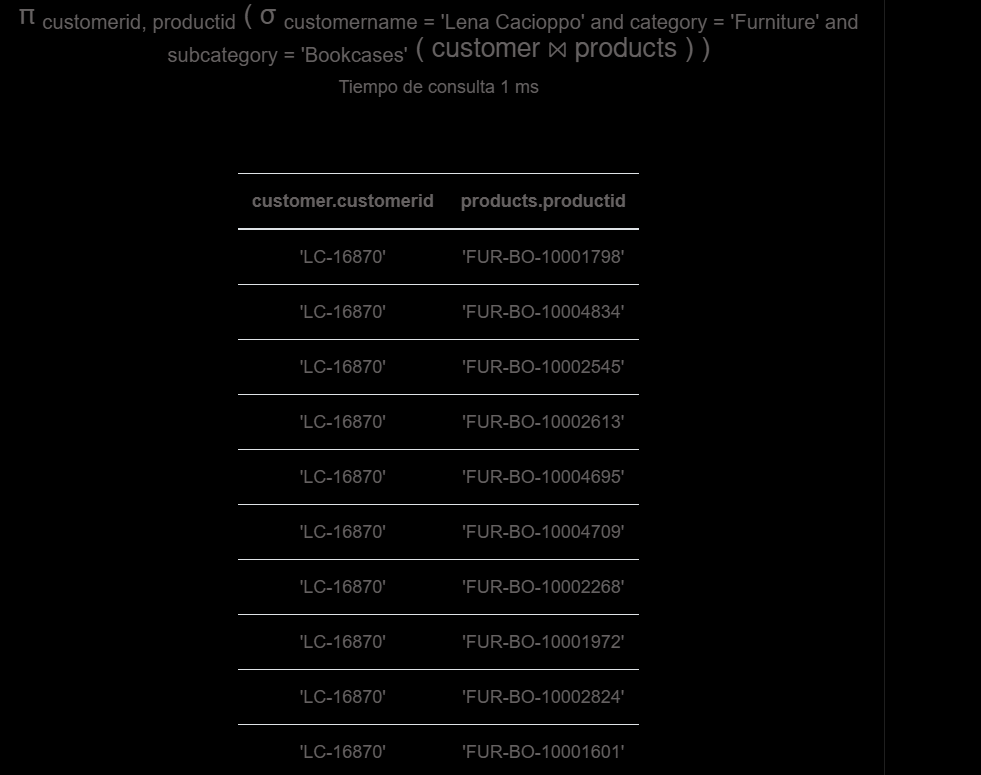 π customerid, productid ( σ customername = 'Lena Cacioppo' and category = 'Furniture' and
subcategory = 'Bookcases' ( customer ⋈ products ) )
Tiempo de consulta 1 ms
customer.customerid products.productid
'LC-16870' 'FUR-BO-10001798'
'LC-16870' 'FUR-BO-10004834'
'LC-16870' 'FUR-BO-10002545'
'LC-16870' 'FUR-BO-10002613'
'LC-16870' 'FUR-BO-10004695'
'LC-16870' 'FUR-BO-10004709'
'LC-16870' 'FUR-BO-10002268'
'LC-16870' 'FUR-BO-10001972'
'LC-16870' 'FUR-BO-10002824'
'LC-16870' 'FUR-BO-10001601'